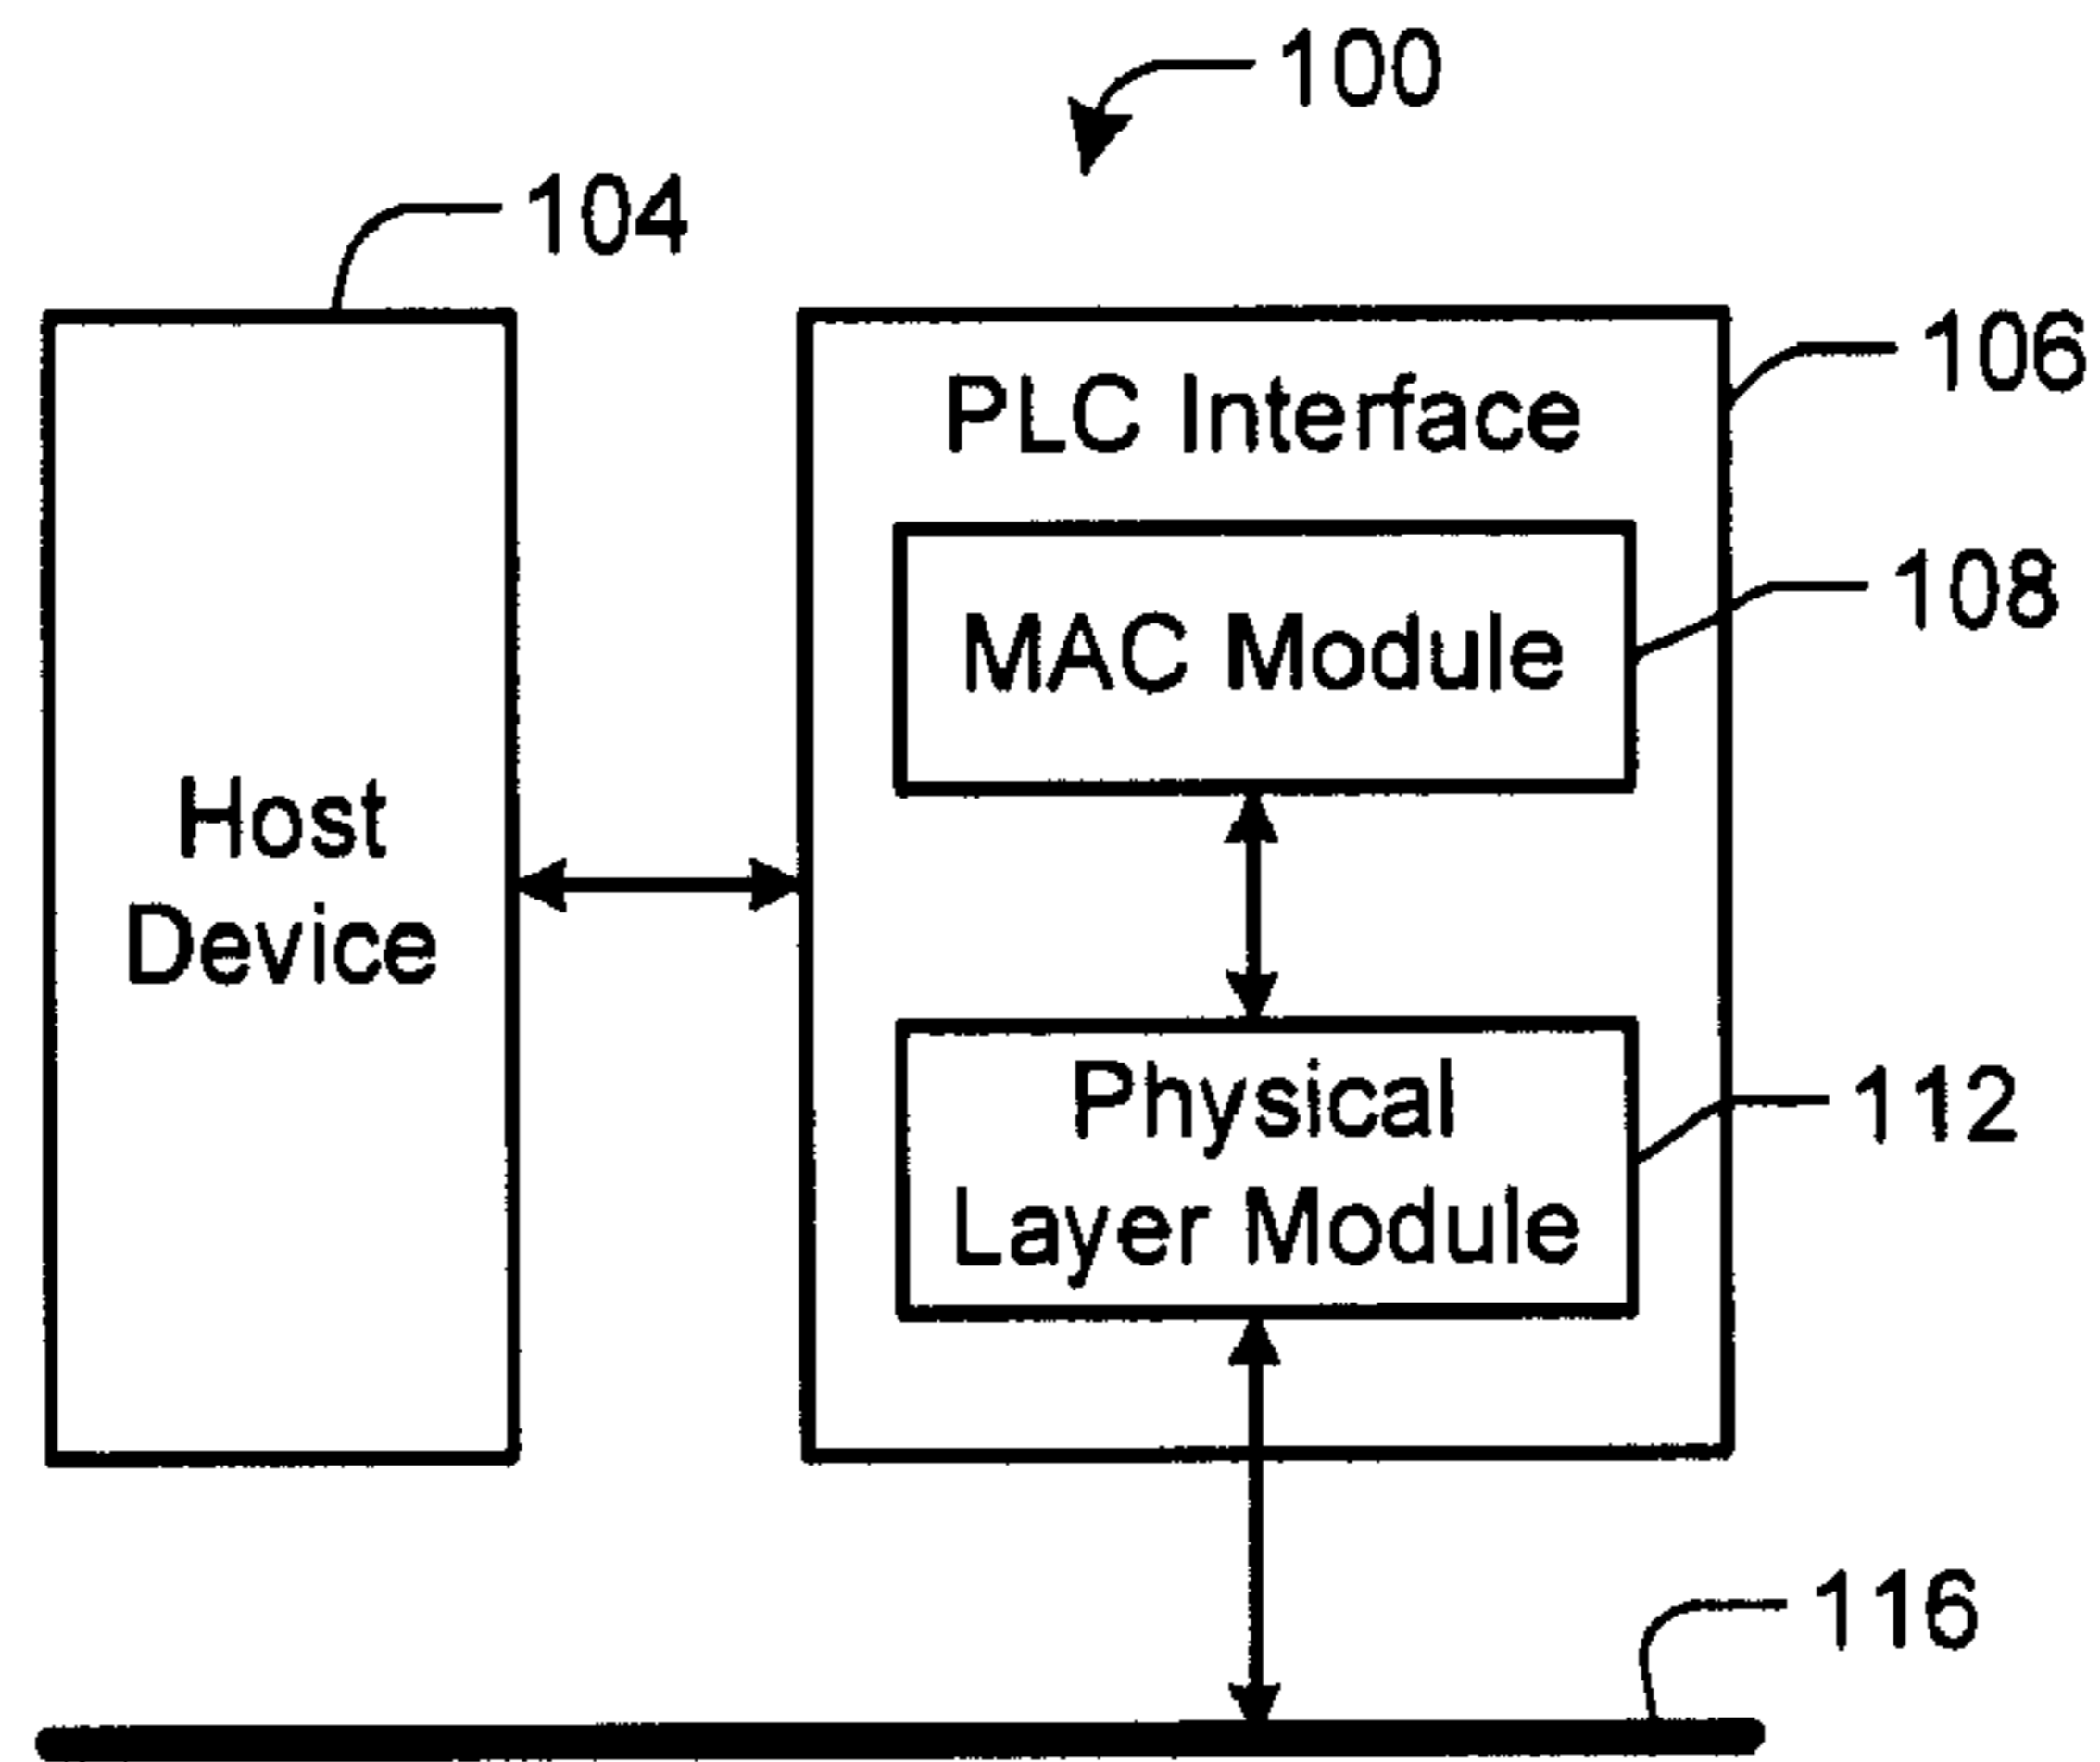 100
104
106
PLC Interface
108
MAC Module
Host
Device
112
Physical
Layer Module
116